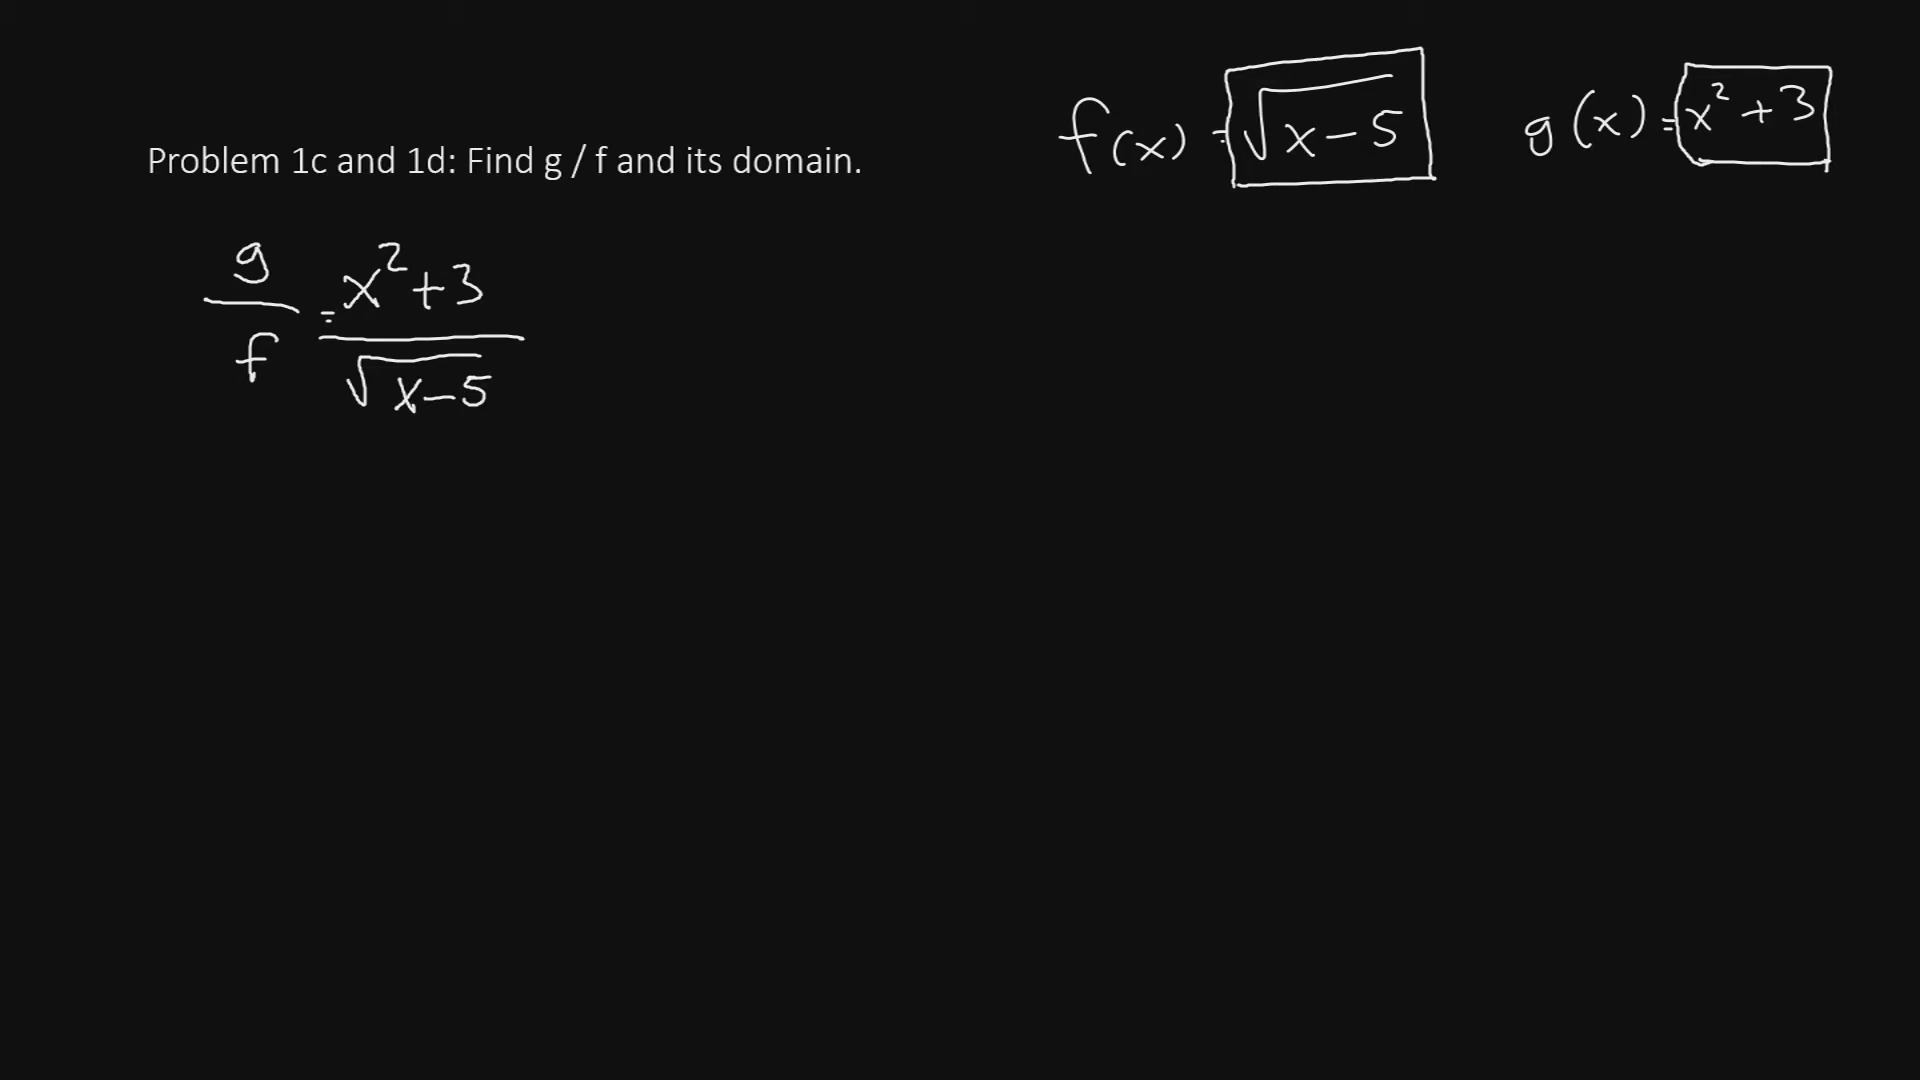 f(x) = √x-5 g(x) = x²+3
Problem 1c and 1d: Find g / f and its domain.
g/f = x²+3/√x-5